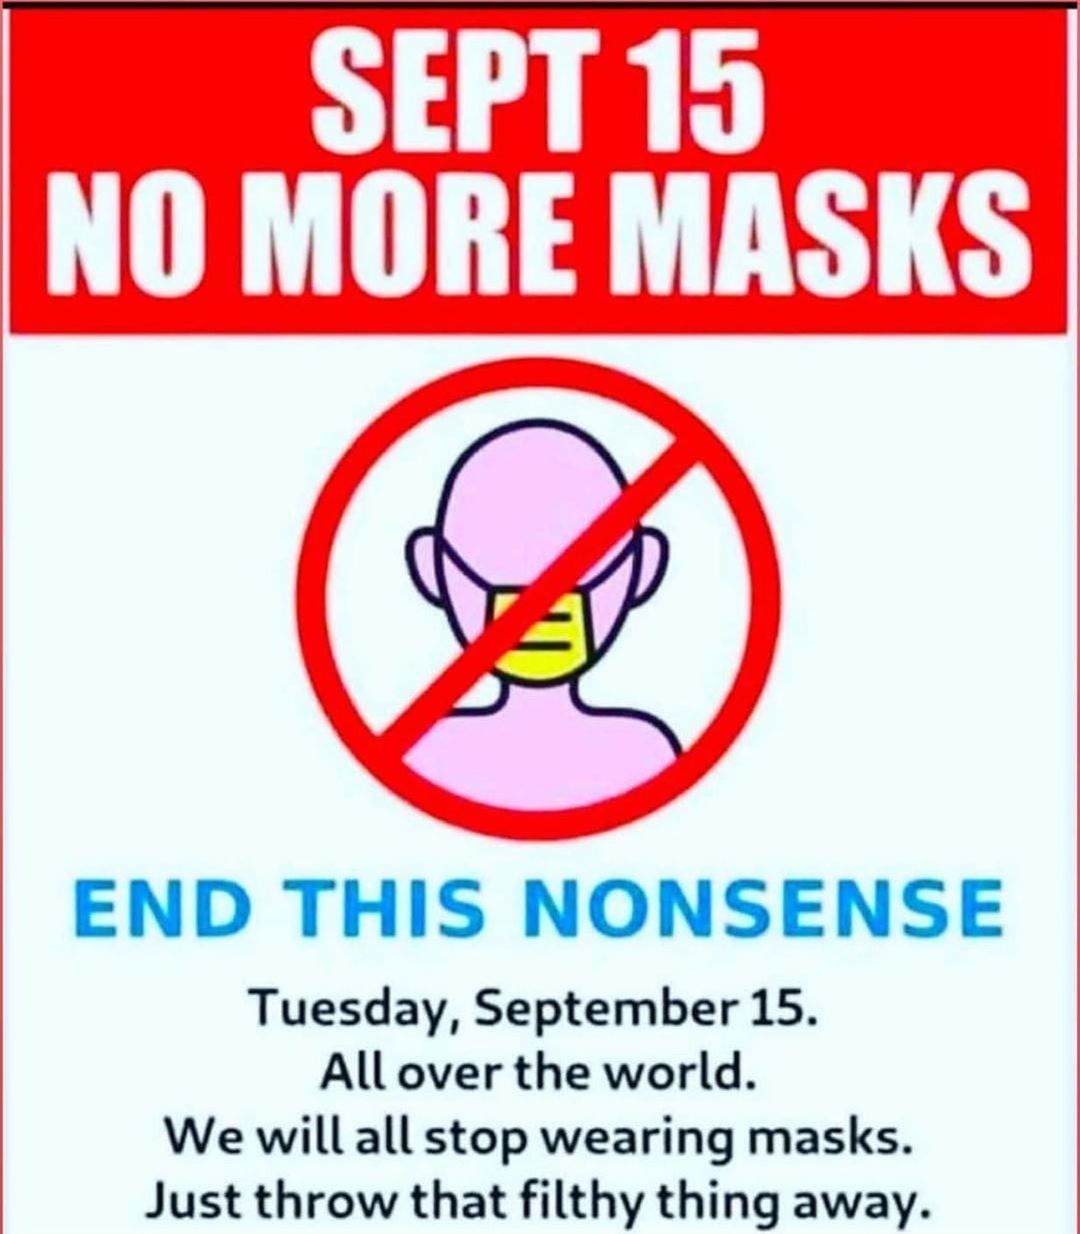 SEPT 15
NO MORE MASKS
END THIS NONSENSE
Tuesday, September 15.
All over the world.
We will all stop wearing masks.
Just throw that filthy thing away.